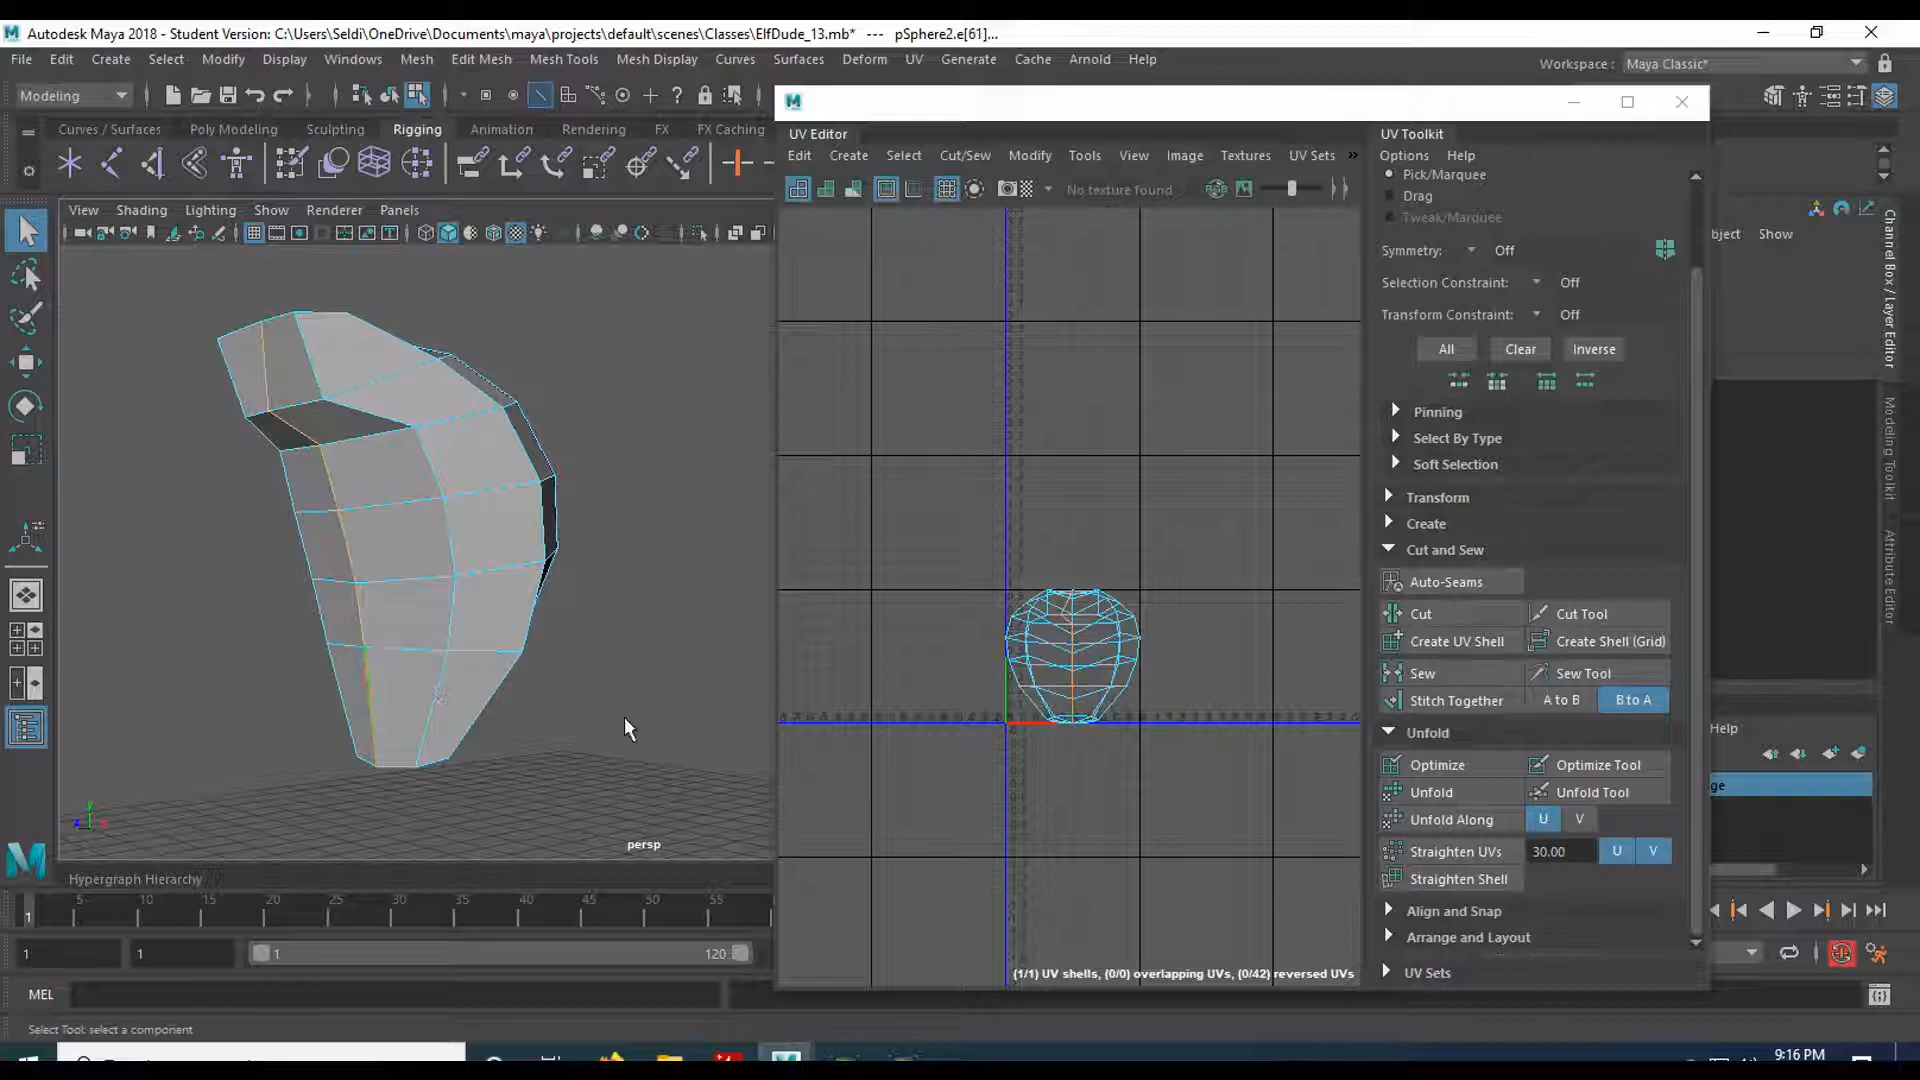 Autodesk Maya 2018 - Student Version: C:\Users\Seldi\OneDrive\Documents\maya\projects\default\scenes\Classes\ElfDude_13.mb* --- pSphere2.e[61]...
File Edit Create Select Modify Display Windows Mesh Edit Mesh Mesh Tools Mesh Display Curves Surfaces Deform UV Generate Cache Arnold Help
Workspace : Maya Classic*
Modeling
Curves / Surfaces Poly Modeling Sculpting Rigging Animation Rendering FX FX Caching
View Shading Lighting Show Renderer Panels
persp
Hypergraph Hierarchy
5 10 15 20 25 30 35 40 45 50 55
1
1 1 1 120
MEL
Select Tool: select a component
UV Editor
Edit Create Select Cut/Sew Modify Tools View Image Textures UV Sets
No texture found
(1/1) UV shells, (0/0) overlapping UVs, (0/42) reversed UVs
UV Toolkit
Options Help
Pick/Marquee
Drag
Tweak/Marquee
Symmetry: Off
Selection Constraint: Off
Transform Constraint: Off
All Clear Inverse
Pinning
Select By Type
Soft Selection
Transform
Create
Cut and Sew
Auto-Seams
Cut Cut Tool
Create UV Shell Create Shell (Grid)
Sew Sew Tool
Stitch Together A to B B to A
Unfold
Optimize Optimize Tool
Unfold Unfold Tool
Unfold Along U V
Straighten UVs 30.00 U V
Straighten Shell
Align and Snap
Arrange and Layout
UV Sets
bject Show
Help
ge
Channel Box / Layer Editor
Modeling Toolkit
Attribute Editor
9:16 PM